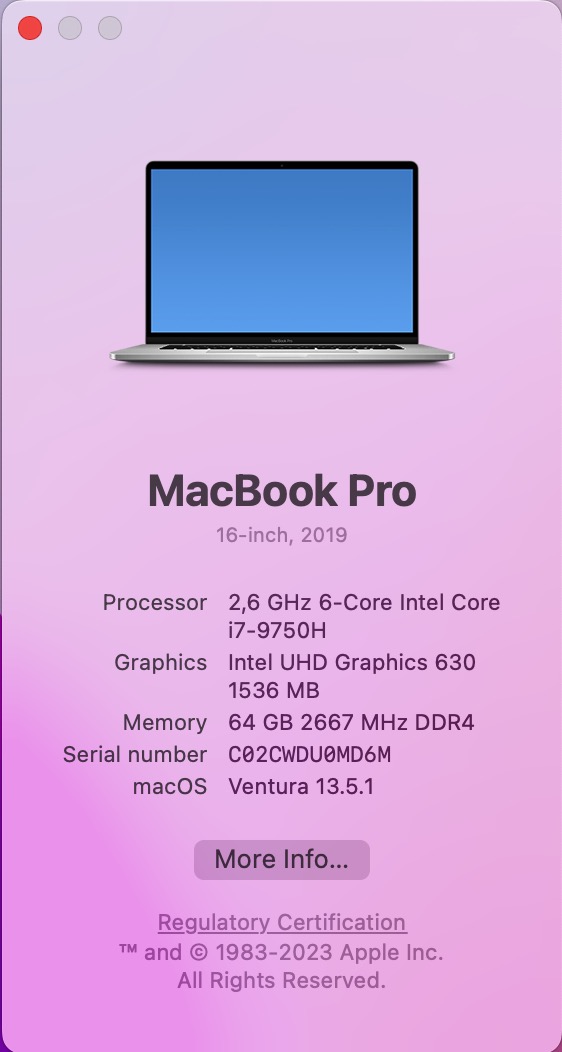 MacBook Pro
16-inch, 2019
Processor 2,6 GHz 6-Core Intel Core
i7-9750H
Graphics Intel UHD Graphics 630
1536 MB
Memory 64 GB 2667 MHz DDR4
Serial number C02CWDU0MD6M
macOS Ventura 13.5.1
More Info...
Regulatory Certification
™ and © 1983-2023 Apple Inc.
All Rights Reserved.